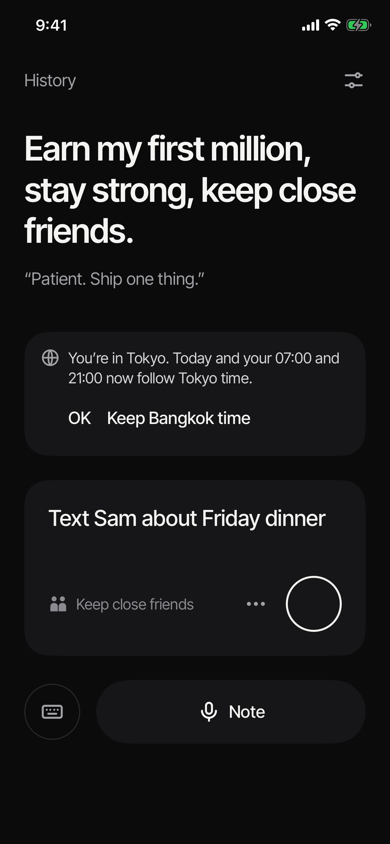 9:41
History
Earn my first million,
stay strong, keep close
friends.
“Patient. Ship one thing.”
You’re in Tokyo. Today and your 07:00 and
21:00 now follow Tokyo time.
OK Keep Bangkok time
Text Sam about Friday dinner
Keep close friends
Note